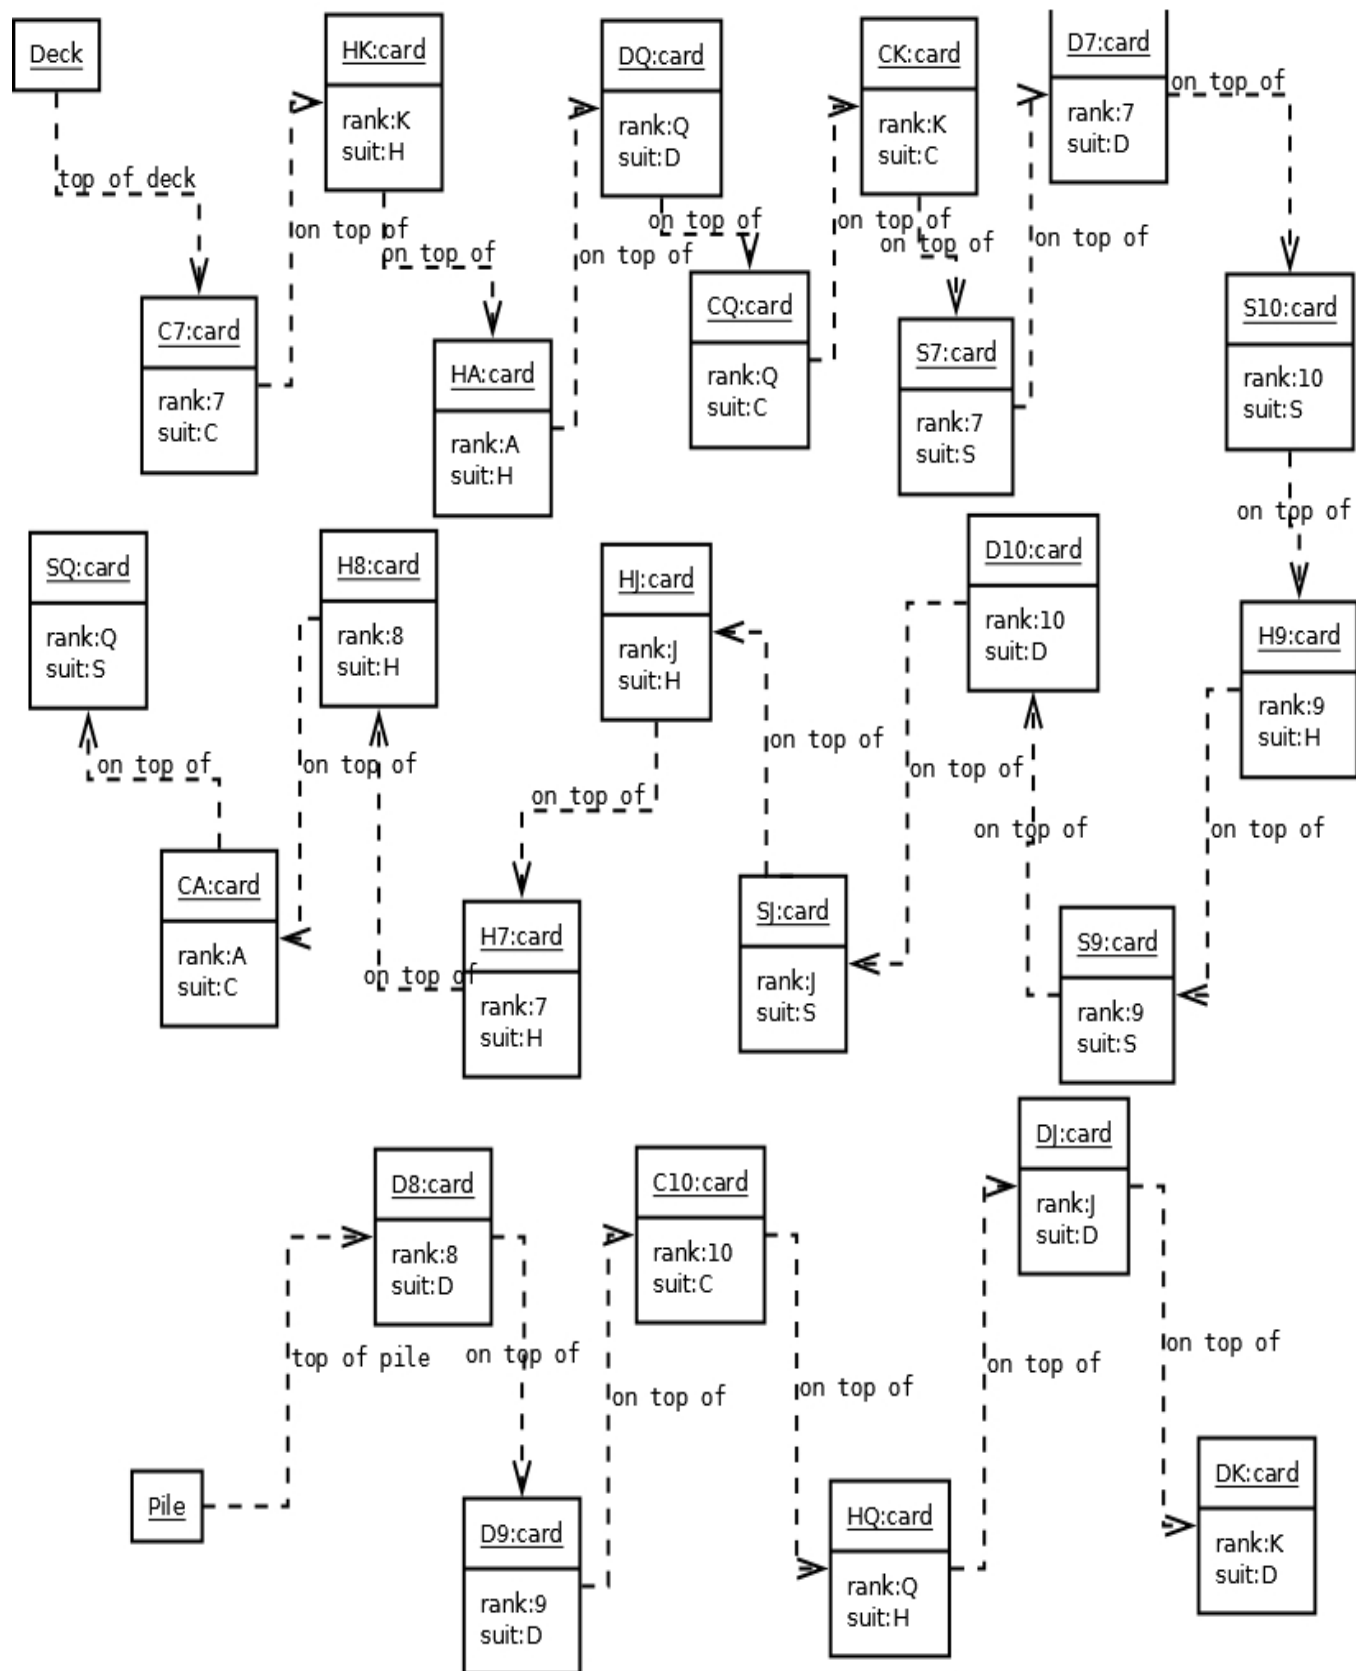 Deck
top of deck
C7:card
rank:7
suit:C
on top of
HK:card
rank:K
suit:H
on top of
HA:card
rank:A
suit:H
on top of
DQ:card
rank:Q
suit:D
on top of
CQ:card
rank:Q
suit:C
on top of
CK:card
rank:K
suit:C
on top of
S7:card
rank:7
suit:S
on top of
D7:card
rank:7
suit:D
on top of
S10:card
rank:10
suit:S
on top of
H9:card
rank:9
suit:H
on top of
S9:card
rank:9
suit:S
on top of
D10:card
rank:10
suit:D
on top of
SJ:card
rank:J
suit:S
on top of
HJ:card
rank:J
suit:H
on top of
H7:card
rank:7
suit:H
on top of
H8:card
rank:8
suit:H
on top of
CA:card
rank:A
suit:C
on top of
SQ:card
rank:Q
suit:S
Pile
top of pile
D8:card
rank:8
suit:D
on top of
D9:card
rank:9
suit:D
on top of
C10:card
rank:10
suit:C
on top of
HQ:card
rank:Q
suit:H
on top of
DJ:card
rank:J
suit:D
on top of
DK:card
rank:K
suit:D